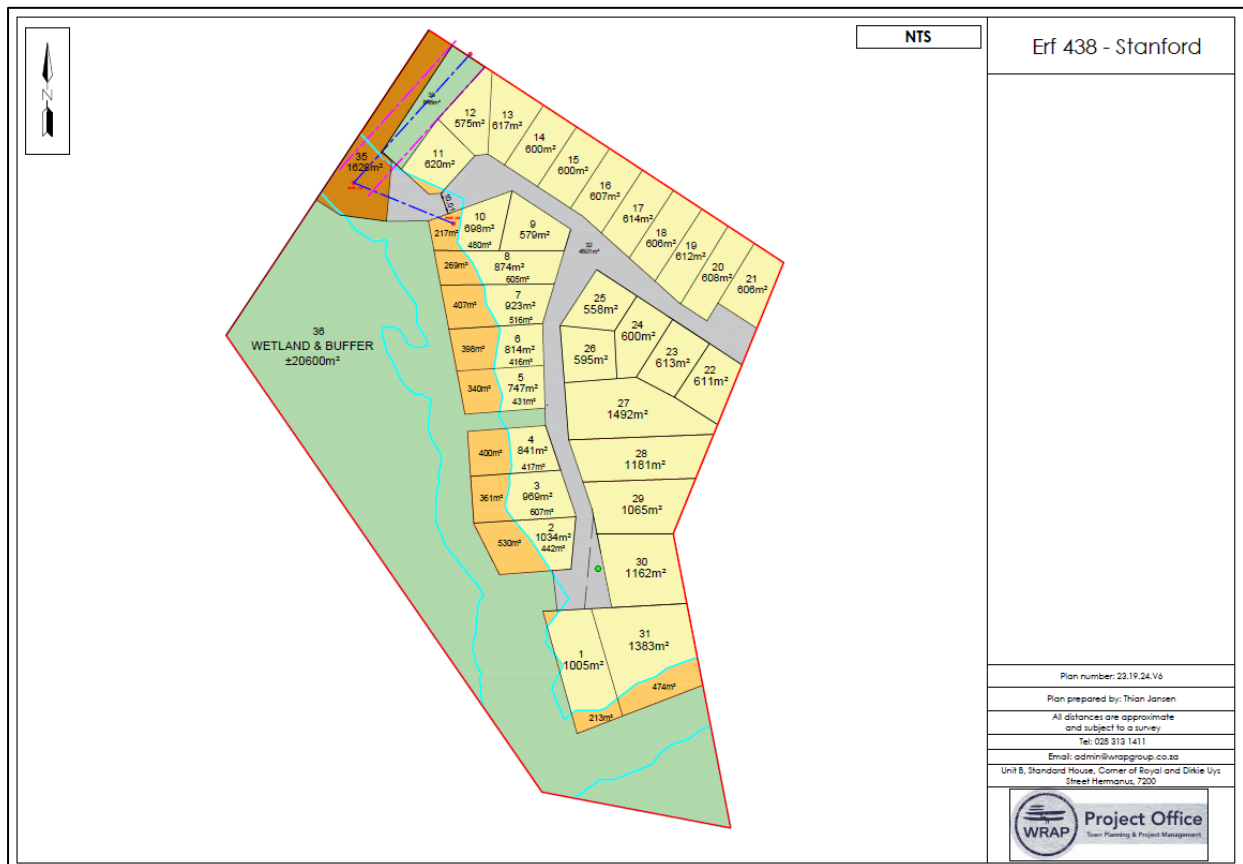 NTS
Erf 438 - Stanford
N
12
575m²
13
617m²
14
600m²
15
600m²
16
607m²
17
614m²
18
606m²
19
612m²
20
608m²
21
606m²
11
620m²
35
1628m²
10
698m²
480m²
217m²
9
579m²
8
874m²
605m²
269m²
7
923m²
516m²
407m²
6
814m²
416m²
398m²
5
747m²
431m²
340m²
4
841m²
417m²
400m²
3
969m²
607m²
361m²
2
1034m²
442m²
530m²
25
558m²
24
600m²
26
595m²
23
613m²
22
611m²
27
1492m²
28
1181m²
29
1065m²
30
1162m²
31
1383m²
474m²
1
1005m²
213m²
36
WETLAND & BUFFER
±20600m²
Plan number: 23.19.24.V6
Plan prepared by: Thian Jansen
All distances are approximate
and subject to a survey
Tel: 028 313 1411
Email: admin@wrapgroup.co.za
Unit B, Standard House, Corner of Royal and Dirkie Uys
Street Hermanus, 7200
WRAP
Project Office
Town Planning & Project Management